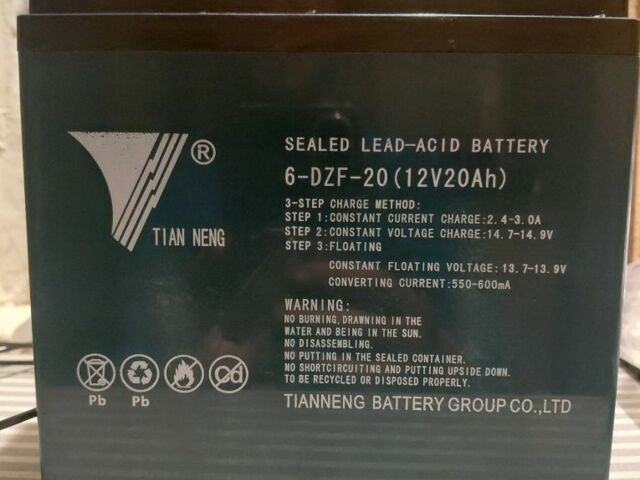 ®
TIAN NENG
SEALED LEAD-ACID BATTERY
6-DZF-20(12V20Ah)
3-STEP CHARGE METHOD:
STEP 1:CONSTANT CURRENT CHARGE:2.4-3.0A
STEP 2:CONSTANT VOLTAGE CHARGE:14.7-14.9V
STEP 3:FLOATING
CONSTANT FLOATING VOLTAGE:13.7-13.9V
CONVERTING CURRENT:550-600mA
WARNING:
NO BURNING,DRAWNING IN THE
WATER AND BEING IN THE SUN.
NO DISASSEMBLING.
NO PUTTING IN THE SEALED CONTAINER.
NO SHORTCIRCUITING AND PUTTING UPSIDE DOWN.
TO BE RECYCLED OR DISPOSED PROPERLY.
Cd
Pb Pb
TIANNENG BATTERY GROUP CO.,LTD